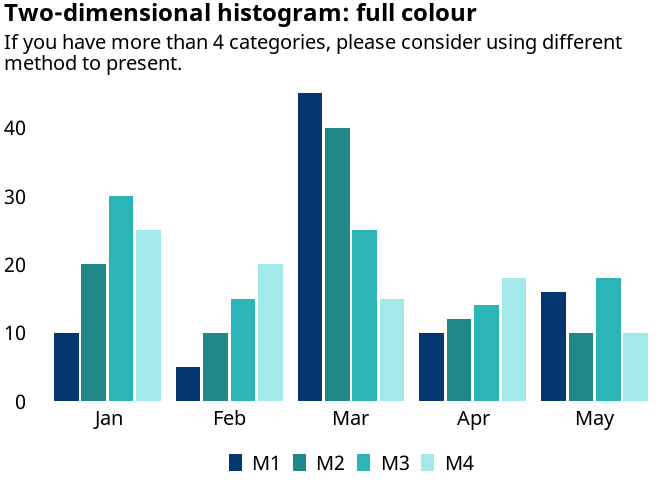 Two-dimensional histogram: full colour
If you have more than 4 categories, please consider using different
method to present.
40
30
20
10
0
Jan Feb Mar Apr May
M1 M2 M3 M4